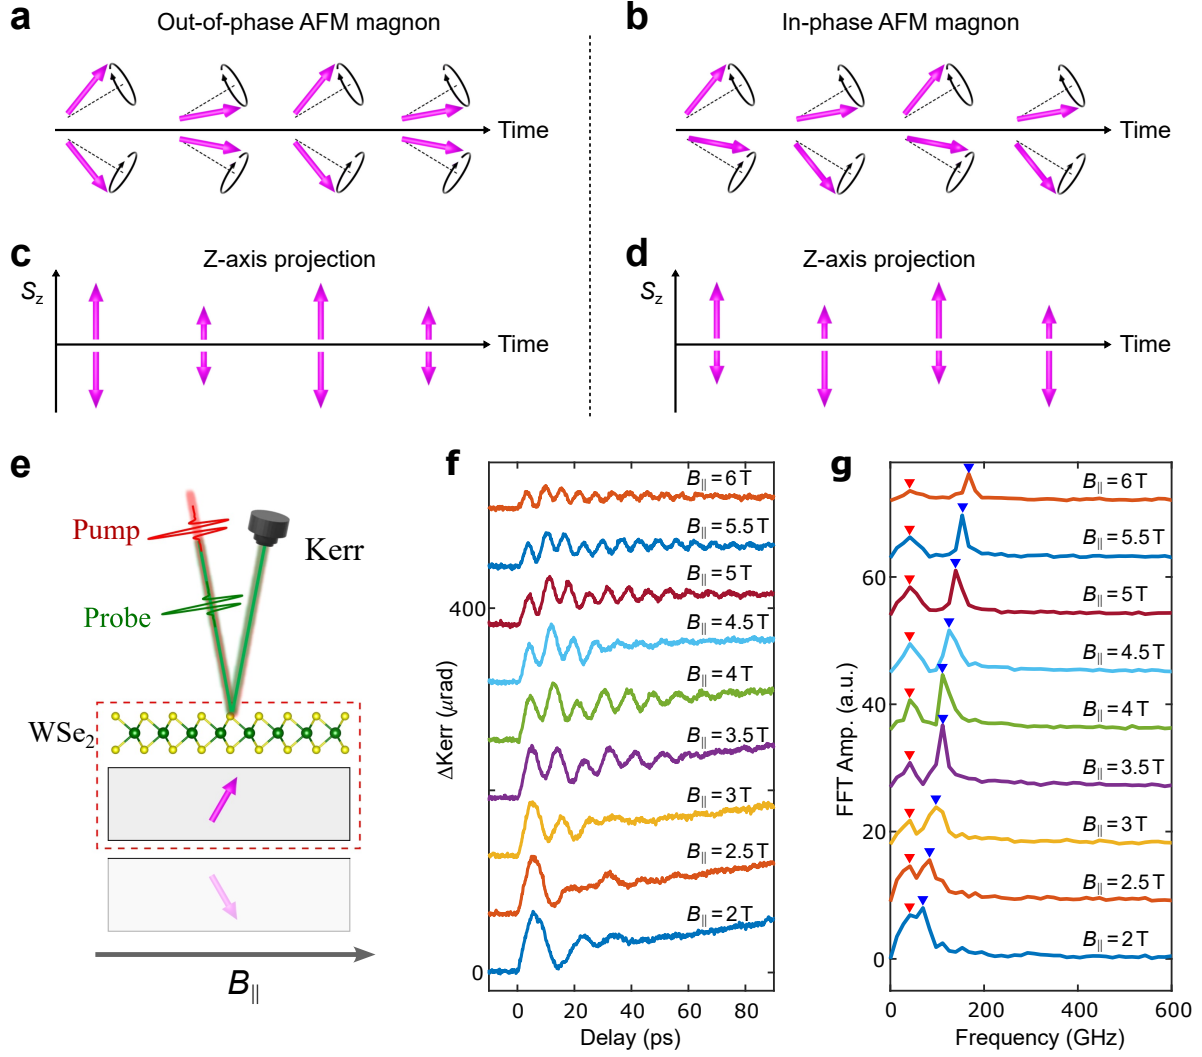 a
Out-of-phase AFM magnon
Time
b
In-phase AFM magnon
Time
c
Z-axis projection
Sz
Time
d
Z-axis projection
Sz
Time
e
Pump
Kerr
Probe
WSe2
B||
f
B|| = 6 T
B|| = 5.5 T
B|| = 5 T
B|| = 4.5 T
B|| = 4 T
B|| = 3.5 T
B|| = 3 T
B|| = 2.5 T
B|| = 2 T
400
0
ΔKerr (μrad)
0 20 40 60 80
Delay (ps)
g
B|| = 6 T
B|| = 5.5 T
B|| = 5 T
B|| = 4.5 T
B|| = 4 T
B|| = 3.5 T
B|| = 3 T
B|| = 2.5 T
B|| = 2 T
60
40
20
0
FFT Amp. (a.u.)
0 200 400 600
Frequency (GHz)